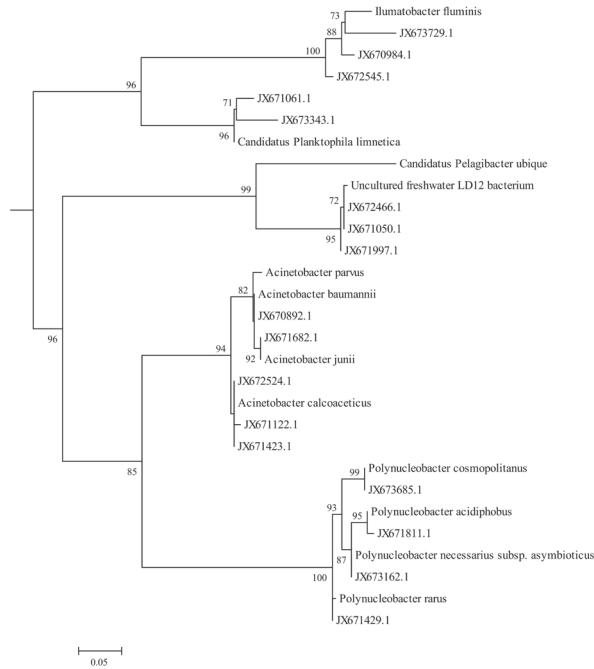 73
Ilumatobacter fluminis
88
JX673729.1
100
JX670984.1
JX672545.1
96
71
JX671061.1
JX673343.1
96
Candidatus Planktophila limnetica
Candidatus Pelagibacter ubique
99
Uncultured freshwater LD12 bacterium
72
JX672466.1
JX671050.1
95
JX671997.1
Acinetobacter parvus
82
Acinetobacter baumannii
JX670892.1
96
JX671682.1
94
92
Acinetobacter junii
JX672524.1
Acinetobacter calcoaceticus
JX671122.1
JX671423.1
85
Polynucleobacter cosmopolitanus
99
JX673685.1
93
95
Polynucleobacter acidiphobus
JX671811.1
87
Polynucleobacter necessarius subsp. asymbioticus
100
JX673162.1
Polynucleobacter rarus
JX671429.1
0.05